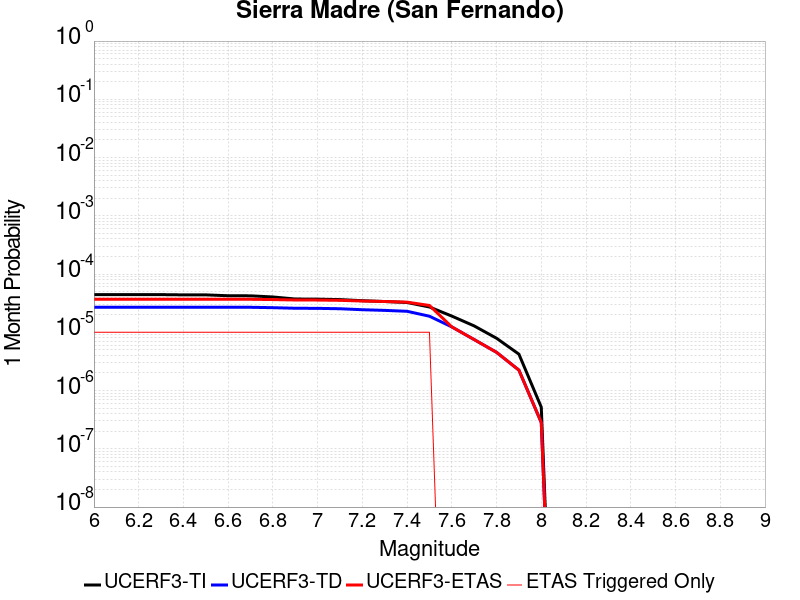 Sierra Madre (San Fernando)
1 Month Probability
10^0
10^-1
10^-2
10^-3
10^-4
10^-5
10^-6
10^-7
10^-8
6 6.2 6.4 6.6 6.8 7 7.2 7.4 7.6 7.8 8 8.2 8.4 8.6 8.8 9
Magnitude
UCERF3-TI UCERF3-TD UCERF3-ETAS ETAS Triggered Only